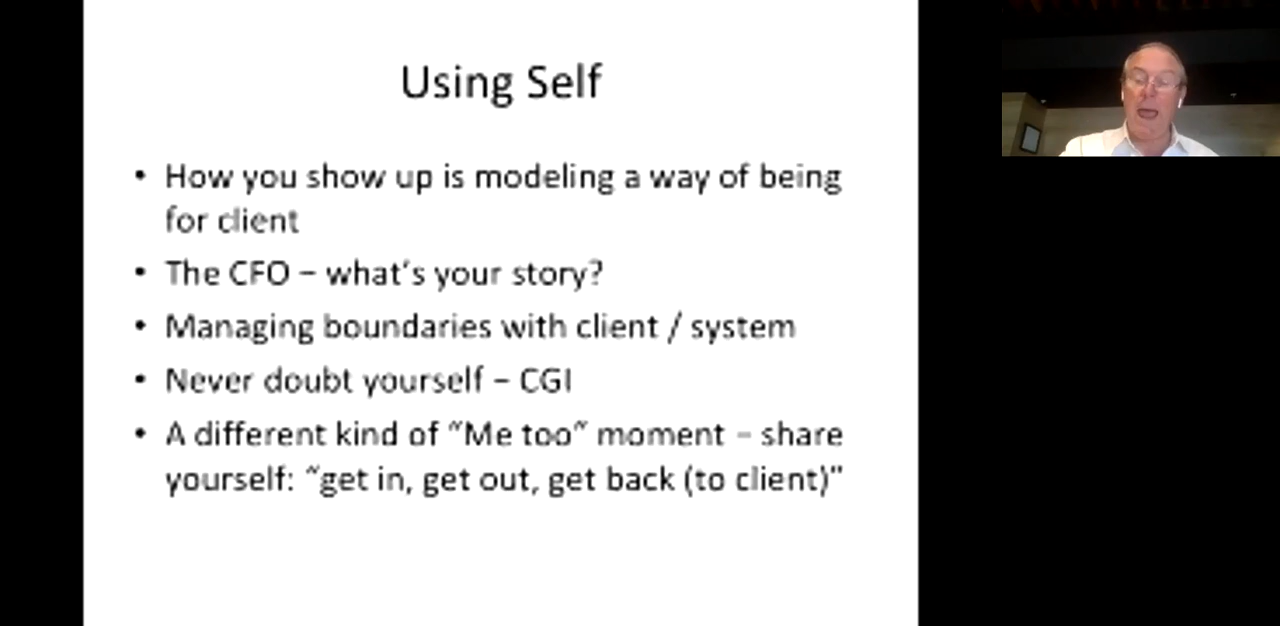 Using Self
• How you show up is modeling a way of being
for client
• The CFO – what's your story?
• Managing boundaries with client / system
• Never doubt yourself – CGI
• A different kind of “Me too” moment – share
yourself: “get in, get out, get back (to client)”